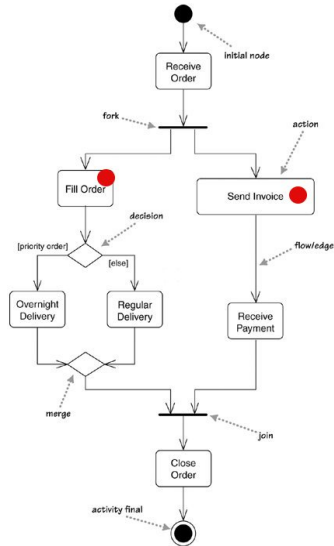 initial node
Receive
Order
fork
action
Fill Order
Send Invoice
decision
[priority order]
[else]
flow/edge
Overnight
Delivery
Regular
Delivery
Receive
Payment
merge
join
Close
Order
activity final